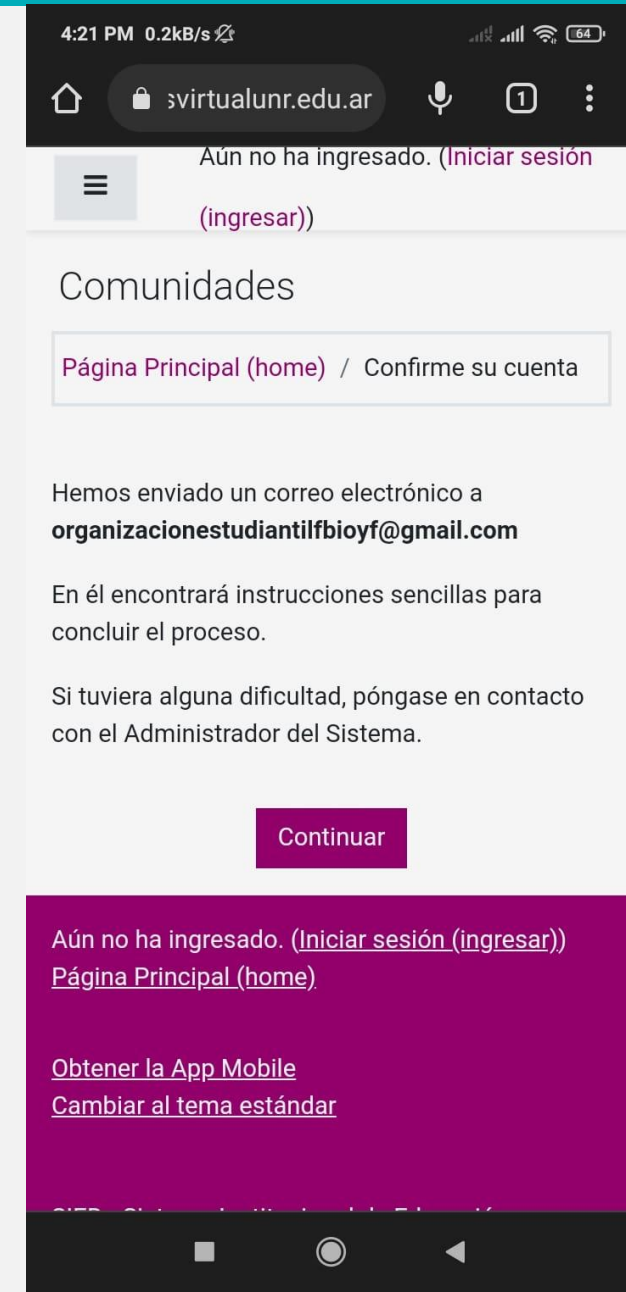 4:21 PM 0.2kB/s
64
svirtualunr.edu.ar
1
Aún no ha ingresado. (Iniciar sesión
(ingresar))
Comunidades
Página Principal (home) / Confirme su cuenta
Hemos enviado un correo electrónico a
organizacionestudiantilfbioyf@gmail.com
En él encontrará instrucciones sencillas para
concluir el proceso.
Si tuviera alguna dificultad, póngase en contacto
con el Administrador del Sistema.
Continuar
Aún no ha ingresado. (Iniciar sesión (ingresar))
Página Principal (home)
Obtener la App Mobile
Cambiar al tema estándar